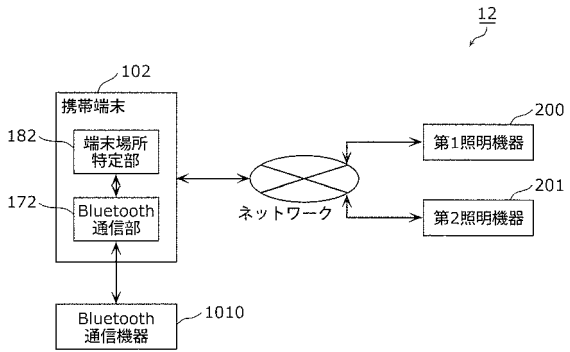 12
102
携帯端末
182
端末場所
特定部
172
Bluetooth
通信部
ネットワーク
200
第1照明機器
201
第2照明機器
Bluetooth
通信機器
1010